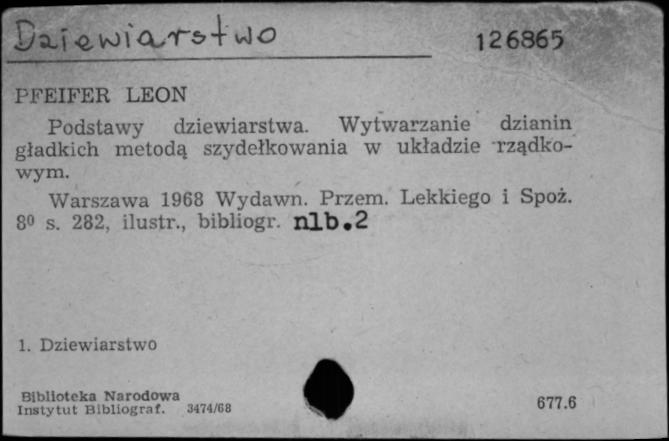 Dziewiarstwo
126865
PFEIFER LEON
Podstawy dziewiarstwa. Wytwarzanie dzianin
gładkich metodą szydełkowania w układzie rządko-
wym.
Warszawa 1968 Wydawn. Przem. Lekkiego i Spoż.
8⁰ s. 282, ilustr., bibliogr. nlb.2
1. Dziewiarstwo
Biblioteka Narodowa
Instytut Bibliograf. 3474/68
677.6